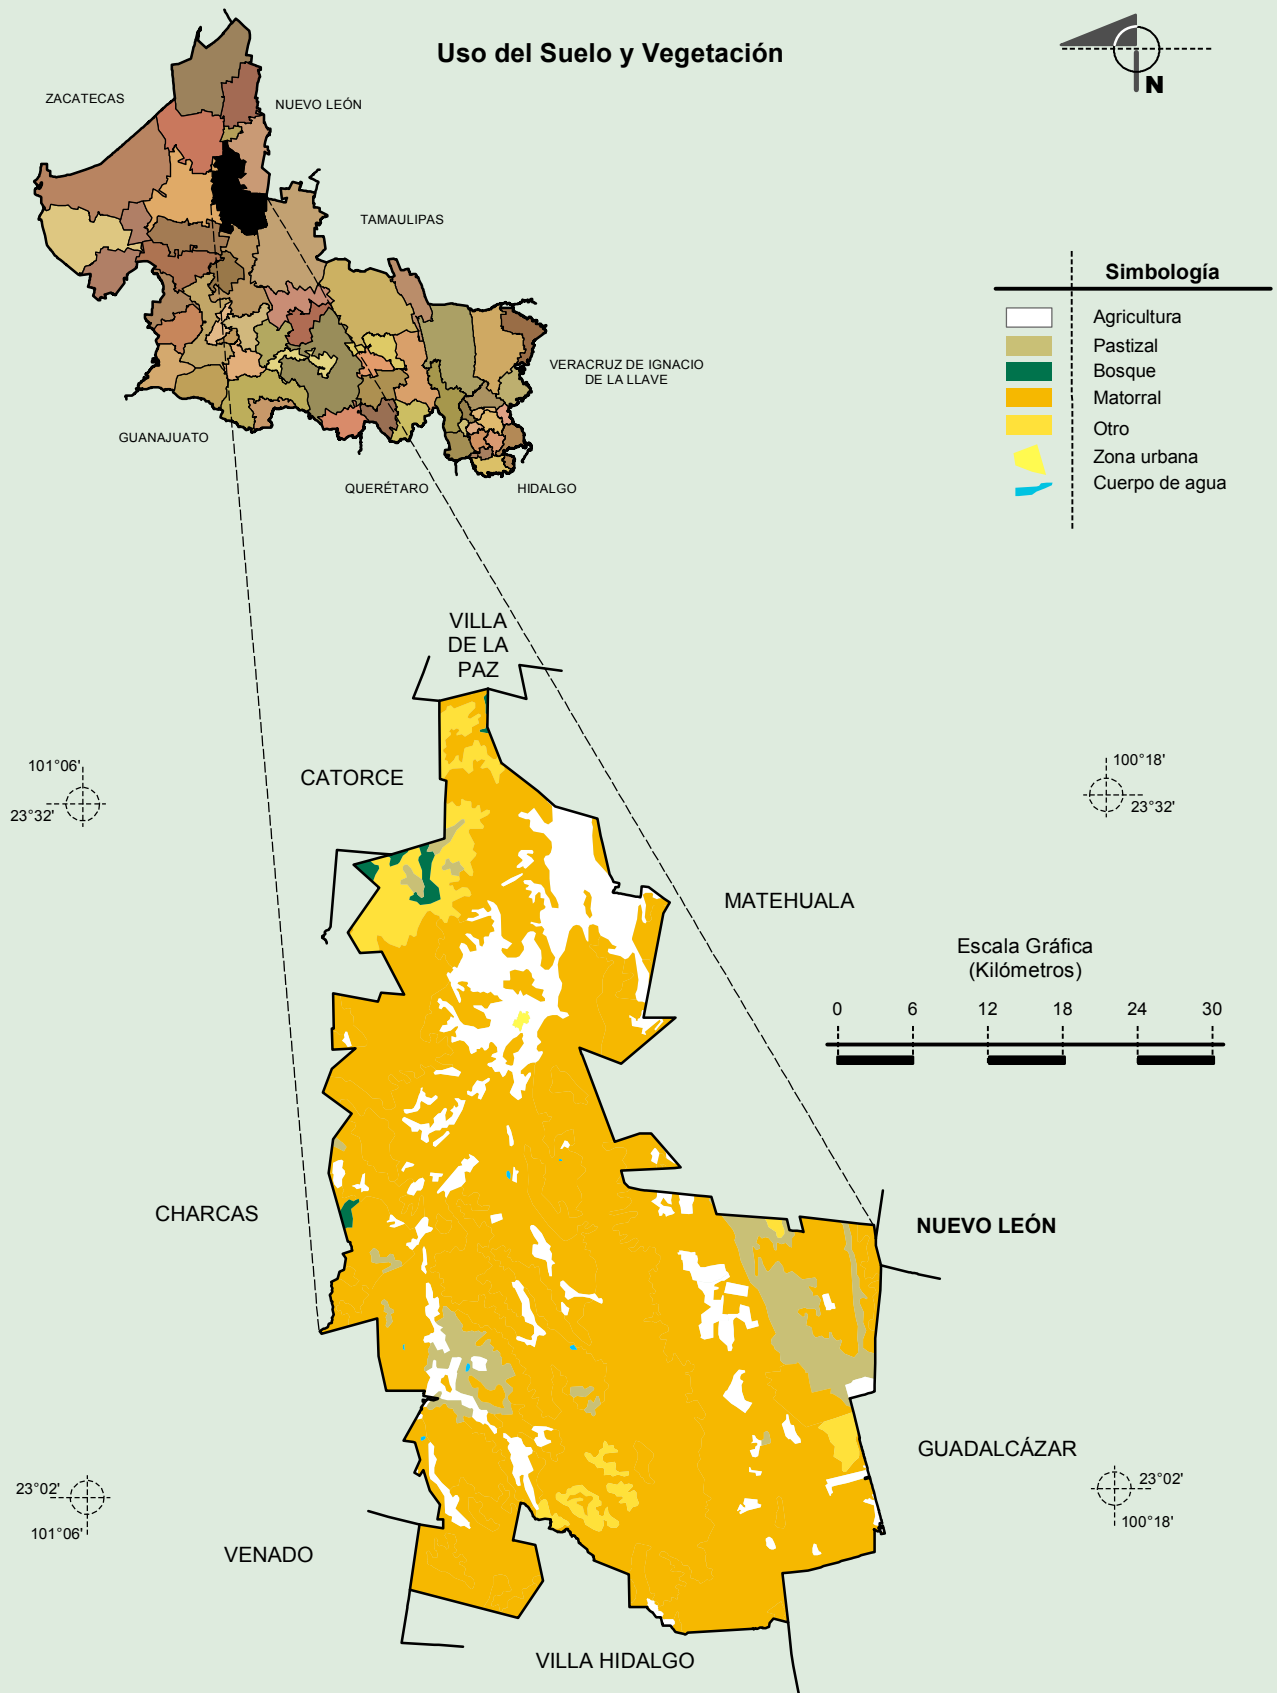 Uso del Suelo y Vegetación
N
ZACATECAS
NUEVO LEÓN
TAMAULIPAS
VERACRUZ DE IGNACIO
DE LA LLAVE
GUANAJUATO
QUERÉTARO
HIDALGO
Simbología
Agricultura
Pastizal
Bosque
Matorral
Otro
Zona urbana
Cuerpo de agua
VILLA
DE LA
PAZ
CATORCE
101°06'
23°32'
100°18'
23°32'
MATEHUALA
Escala Gráfica
(Kilómetros)
0 6 12 18 24 30
CHARCAS
NUEVO LEÓN
GUADALCÁZAR
23°02'
101°06'
23°02'
100°18'
VENADO
VILLA HIDALGO